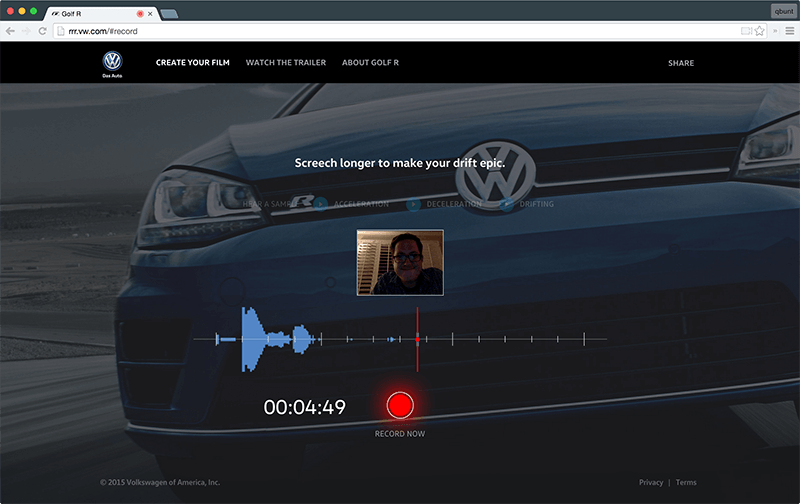 Golf R
qbunt
rrr.vw.com/#record
Das Auto
CREATE YOUR FILM WATCH THE TRAILER ABOUT GOLF R SHARE
Screech longer to make your drift epic.
HEAR A SAMPLE ACCELERATION DECELERATION DRIFTING
00:04:49
RECORD NOW
© 2015 Volkswagen of America, Inc. Privacy | Terms